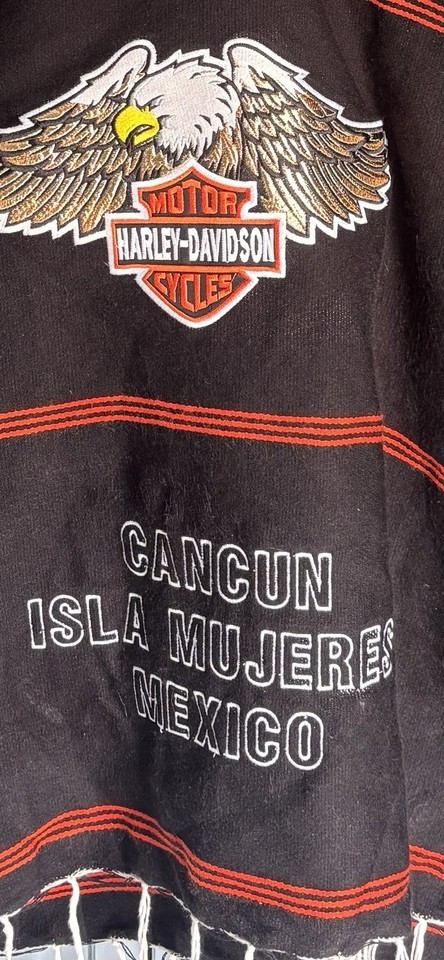 MOTOR
HARLEY-DAVIDSON
CYCLES
CANCUN
ISLA MUJERES
MEXICO